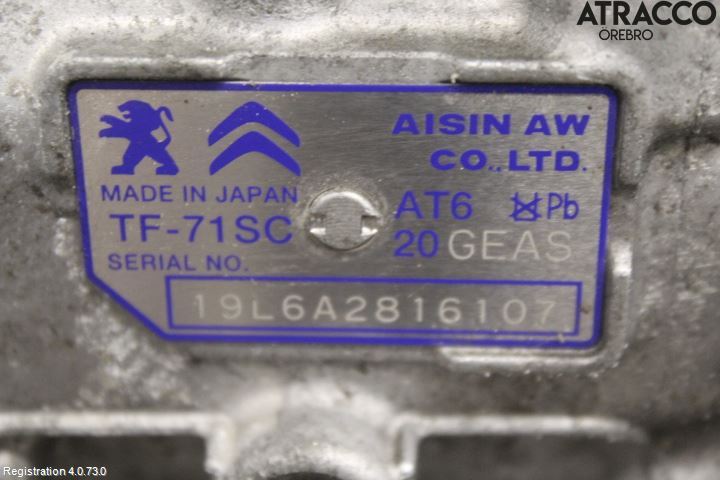 ATRACCO
ÖREBRO
AISIN AW
CO., LTD.
MADE IN JAPAN
TF-71SC
AT6 Pb
20 GEAS
SERIAL NO.
19L6A2816107
Registration 4.0.73.0